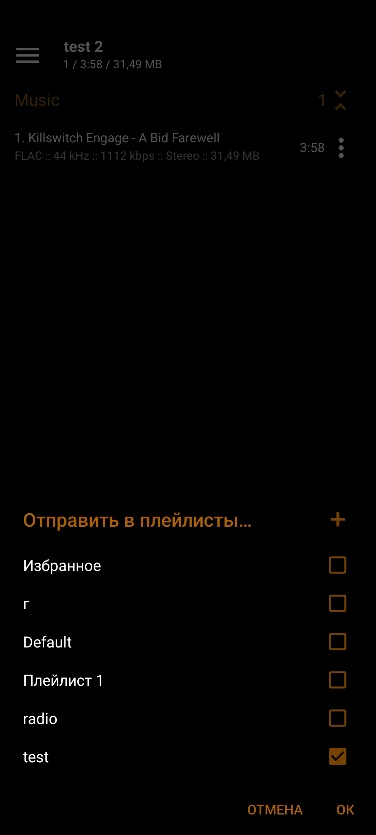 test 2
1 / 3:58 / 31,49 MB
Music 1
1. Killswitch Engage - A Bid Farewell
FLAC :: 44 kHz :: 1112 kbps :: Stereo :: 31,49 MB
3:58
Отправить в плейлисты...
Избранное
г
Default
Плейлист 1
radio
test
ОТМЕНА ОК